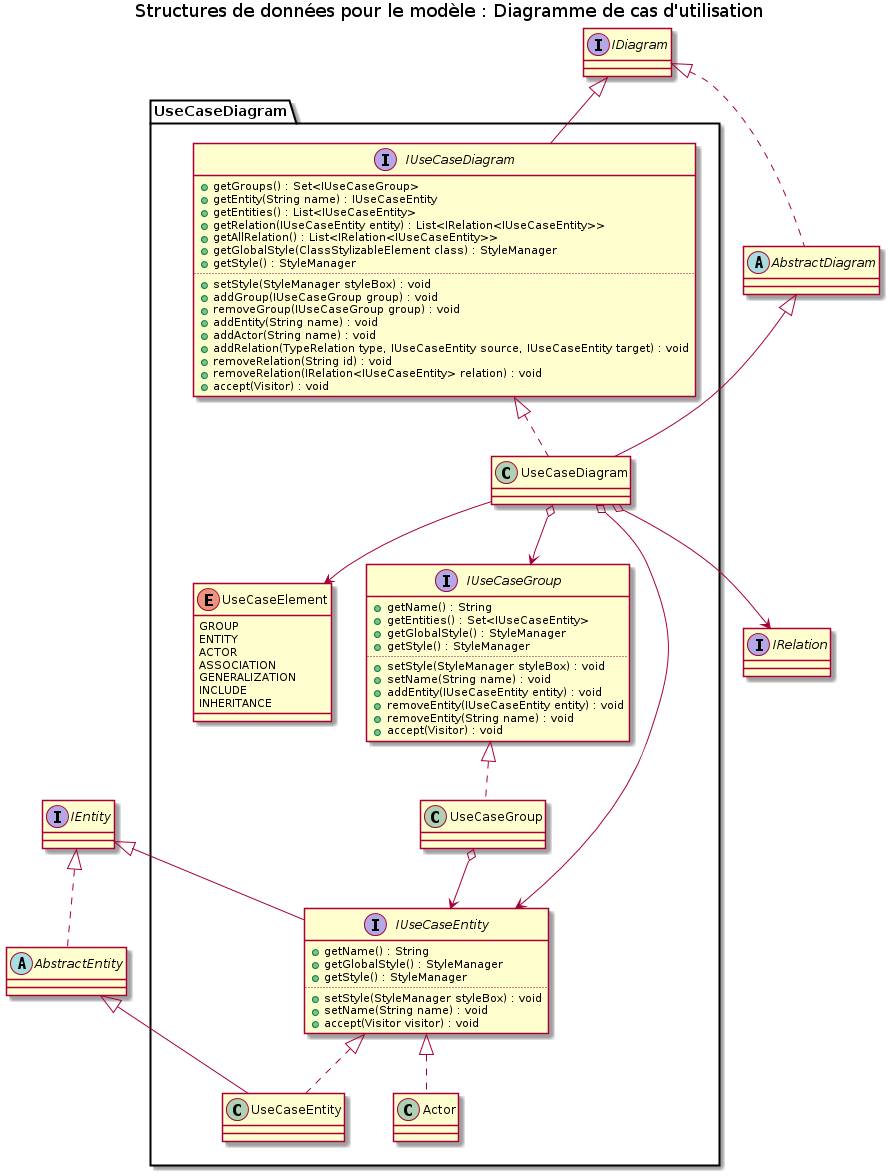 Structures de données pour le modèle : Diagramme de cas d'utilisation
I IDiagram
UseCaseDiagram
I IUseCaseDiagram
getGroups() : Set<IUseCaseGroup>
getEntity(String name) : IUseCaseEntity
getEntities() : List<IUseCaseEntity>
getRelation(IUseCaseEntity entity) : List<IRelation<IUseCaseEntity>>
getAllRelation() : List<IRelation<IUseCaseEntity>>
getGlobalStyle(ClassStylizableElement class) : StyleManager
getStyle() : StyleManager
setStyle(StyleManager styleBox) : void
addGroup(IUseCaseGroup group) : void
removeGroup(IUseCaseGroup group) : void
addEntity(String name) : void
addActor(String name) : void
addRelation(TypeRelation type, IUseCaseEntity source, IUseCaseEntity target) : void
removeRelation(String id) : void
removeRelation(IRelation<IUseCaseEntity> relation) : void
accept(Visitor) : void
A AbstractDiagram
C UseCaseDiagram
E UseCaseElement
GROUP
ENTITY
ACTOR
ASSOCIATION
GENERALIZATION
INCLUDE
INHERITANCE
I IUseCaseGroup
getName() : String
getEntities() : Set<IUseCaseEntity>
getGlobalStyle() : StyleManager
getStyle() : StyleManager
setStyle(StyleManager styleBox) : void
setName(String name) : void
addEntity(IUseCaseEntity entity) : void
removeEntity(IUseCaseEntity entity) : void
removeEntity(String name) : void
accept(Visitor) : void
I IRelation
I IEntity
C UseCaseGroup
A AbstractEntity
I IUseCaseEntity
getName() : String
getGlobalStyle() : StyleManager
getStyle() : StyleManager
setStyle(StyleManager styleBox) : void
setName(String name) : void
accept(Visitor visitor) : void
C UseCaseEntity
C Actor